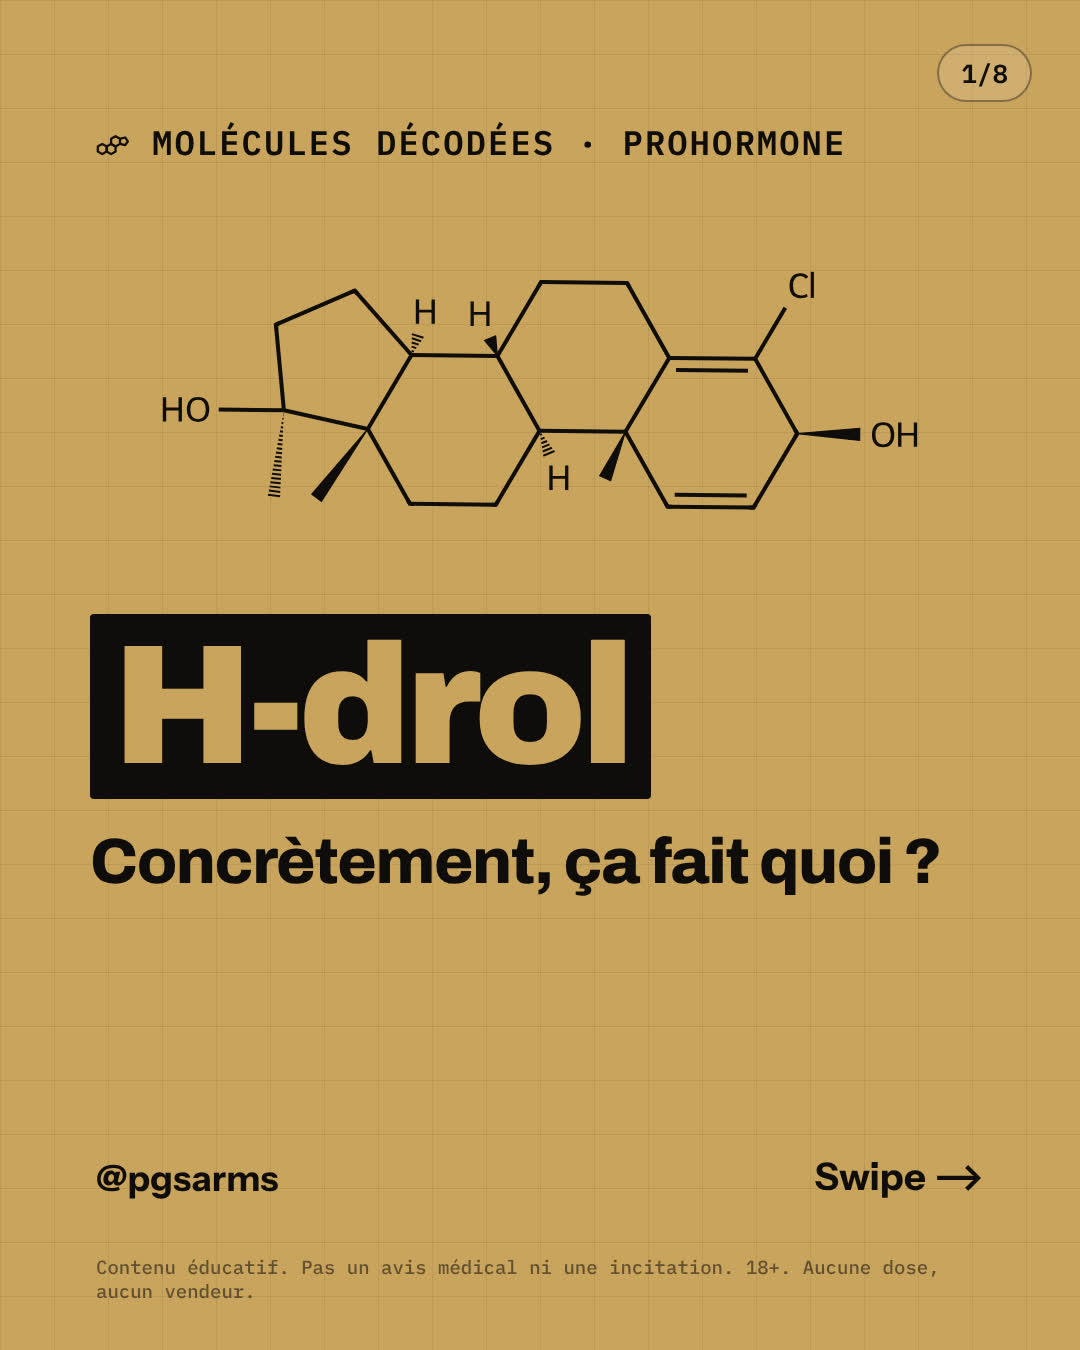 1/8
MOLÉCULES DÉCODÉES · PROHORMONE
Cl
H H
HO
OH
H
H-drol
Concrètement, ça fait quoi ?
@pgsarms
Swipe →
Contenu éducatif. Pas un avis médical ni une incitation. 18+. Aucune dose,
aucun vendeur.